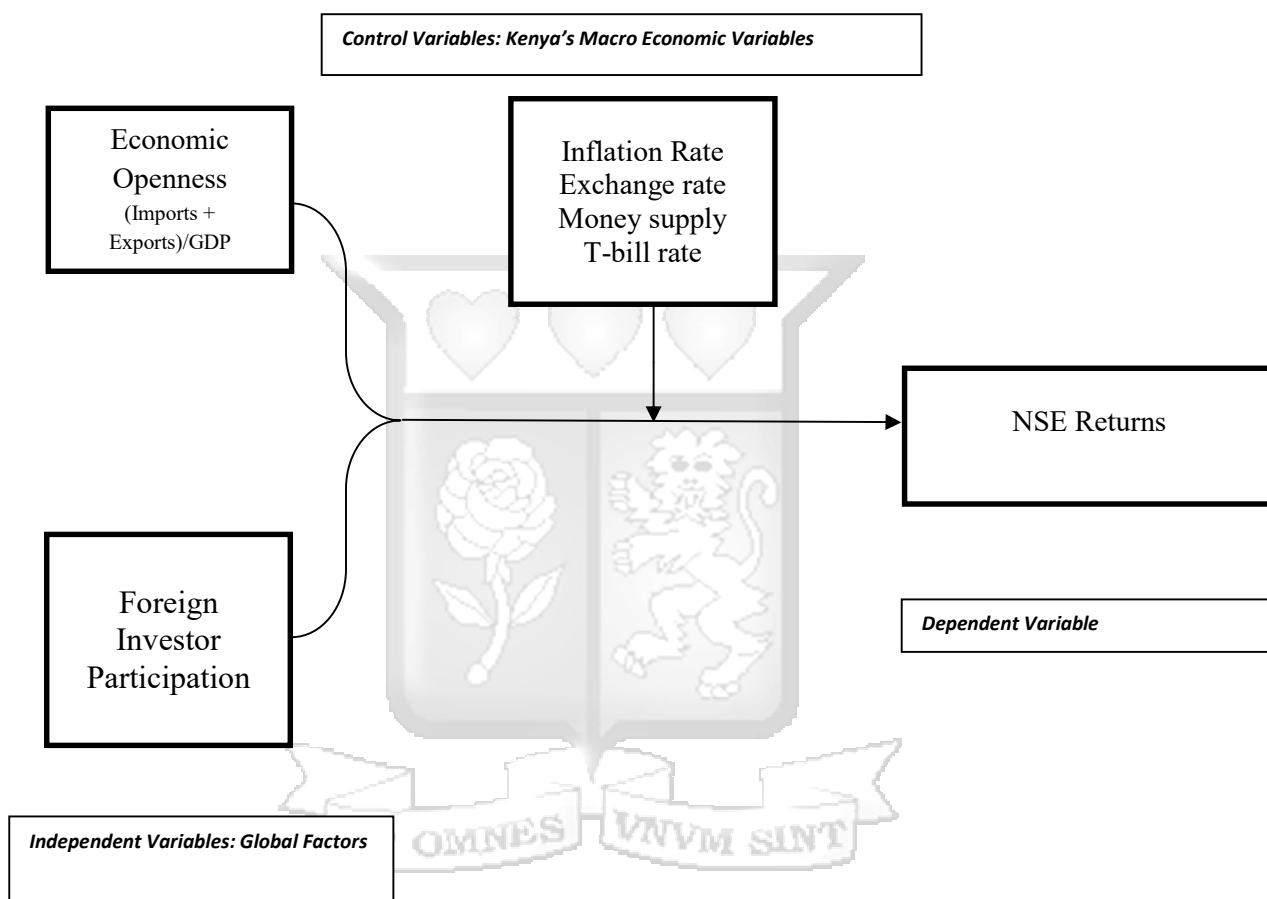 Control Variables: Kenya's Macro Economic Variables
Economic
Openness
(Imports +
Exports)/GDP
Inflation Rate
Exchange rate
Money supply
T-bill rate
NSE Returns
Foreign
Investor
Participation
Dependent Variable
Independent Variables: Global Factors
OMNES VNVM SINT